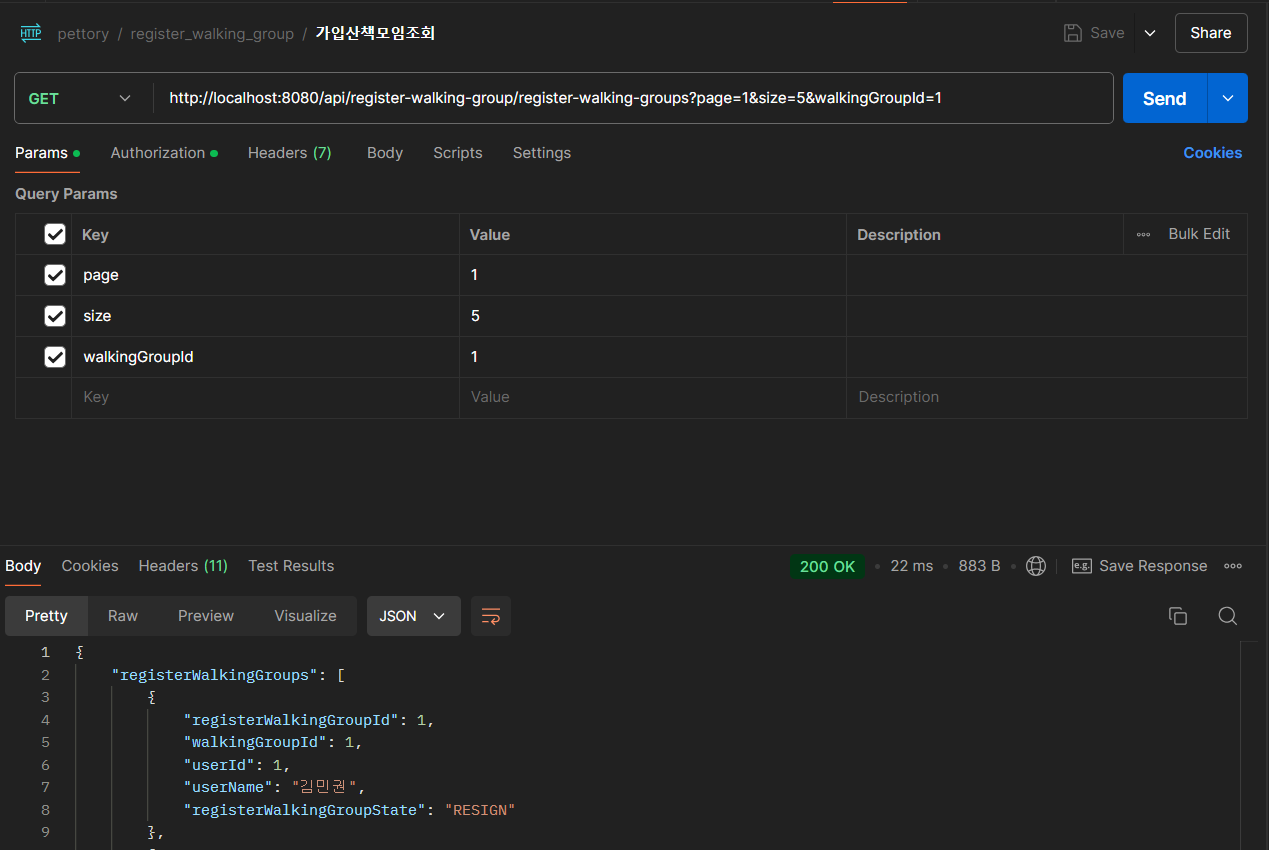 HTTP pettory / register_walking_group / 가입산책모임조회 Save Share
GET http://localhost:8080/api/register-walking-group/register-walking-groups?page=1&size=5&walkingGroupId=1 Send
Params Authorization Headers (7) Body Scripts Settings Cookies
Query Params
Key Value Description Bulk Edit
page 1
size 5
walkingGroupId 1
Key Value Description
Body Cookies Headers (11) Test Results 200 OK 22 ms 883 B e.g. Save Response
Pretty Raw Preview Visualize JSON
1 {
2 "registerWalkingGroups": [
3 {
4 "registerWalkingGroupId": 1,
5 "walkingGroupId": 1,
6 "userId": 1,
7 "userName": "김민권",
8 "registerWalkingGroupState": "RESIGN"
9 },